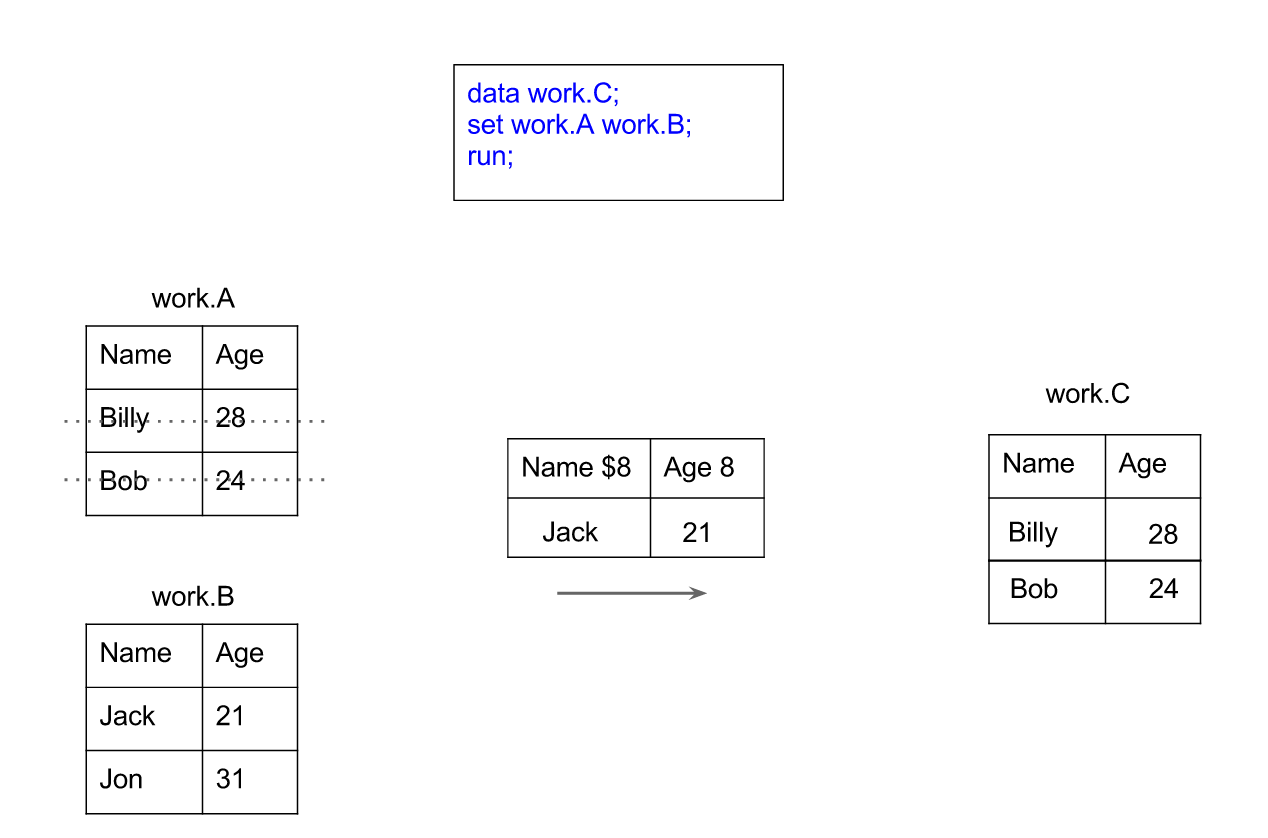 data work.C;
set work.A work.B;
run;
work.A
Name Age
Billy 28
Bob 24
work.B
Name Age
Jack 21
Jon 31
Name $8 Age 8
Jack 21
work.C
Name Age
Billy 28
Bob 24